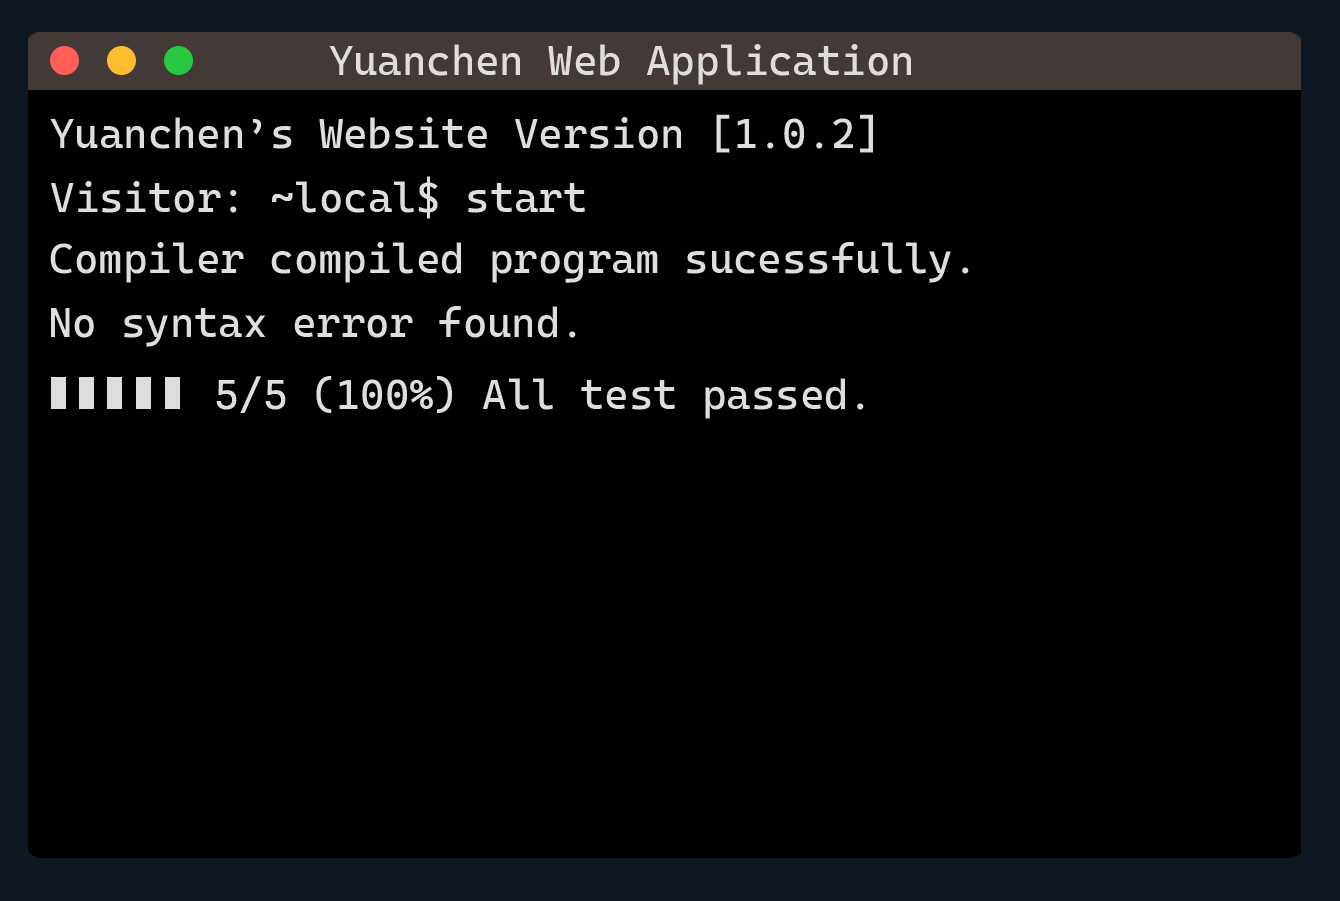 Yuanchen Web Application
Yuanchen’s Website Version [1.0.2]
Visitor: ~local$ start
Compiler compiled program sucessfully.
No syntax error found.
5/5 (100%) All test passed.